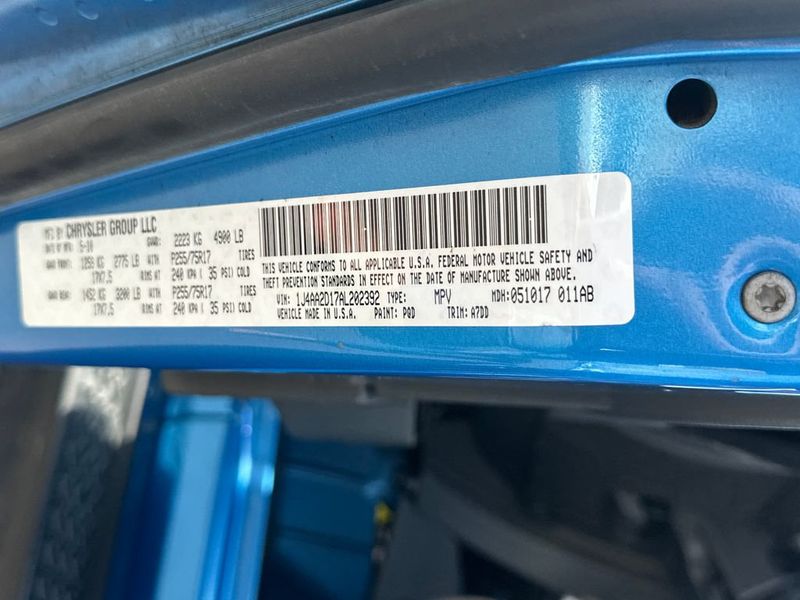 MFD BY CHRYSLER GROUP LLC
DATE OF MFR: 5-10 GVWR: 2223 KG 4900 LB
GAWR FRONT: 1259 KG 2775 LB WITH P255/75R17 TIRES
17X7.5 RIMS AT 240 KPA ( 35 PSI) COLD
GAWR REAR: 1452 KG 3200 LB WITH P255/75R17 TIRES
17X7.5 RIMS AT 240 KPA ( 35 PSI) COLD
THIS VEHICLE CONFORMS TO ALL APPLICABLE U.S.A. FEDERAL MOTOR VEHICLE SAFETY AND
THEFT PREVENTION STANDARDS IN EFFECT ON THE DATE OF MANUFACTURE SHOWN ABOVE.
VIN: 1J4AA2D17AL202392 TYPE: MPV MDH:051017 011AB
VEHICLE MADE IN U.S.A. PAINT: PQD TRIM: A7DD